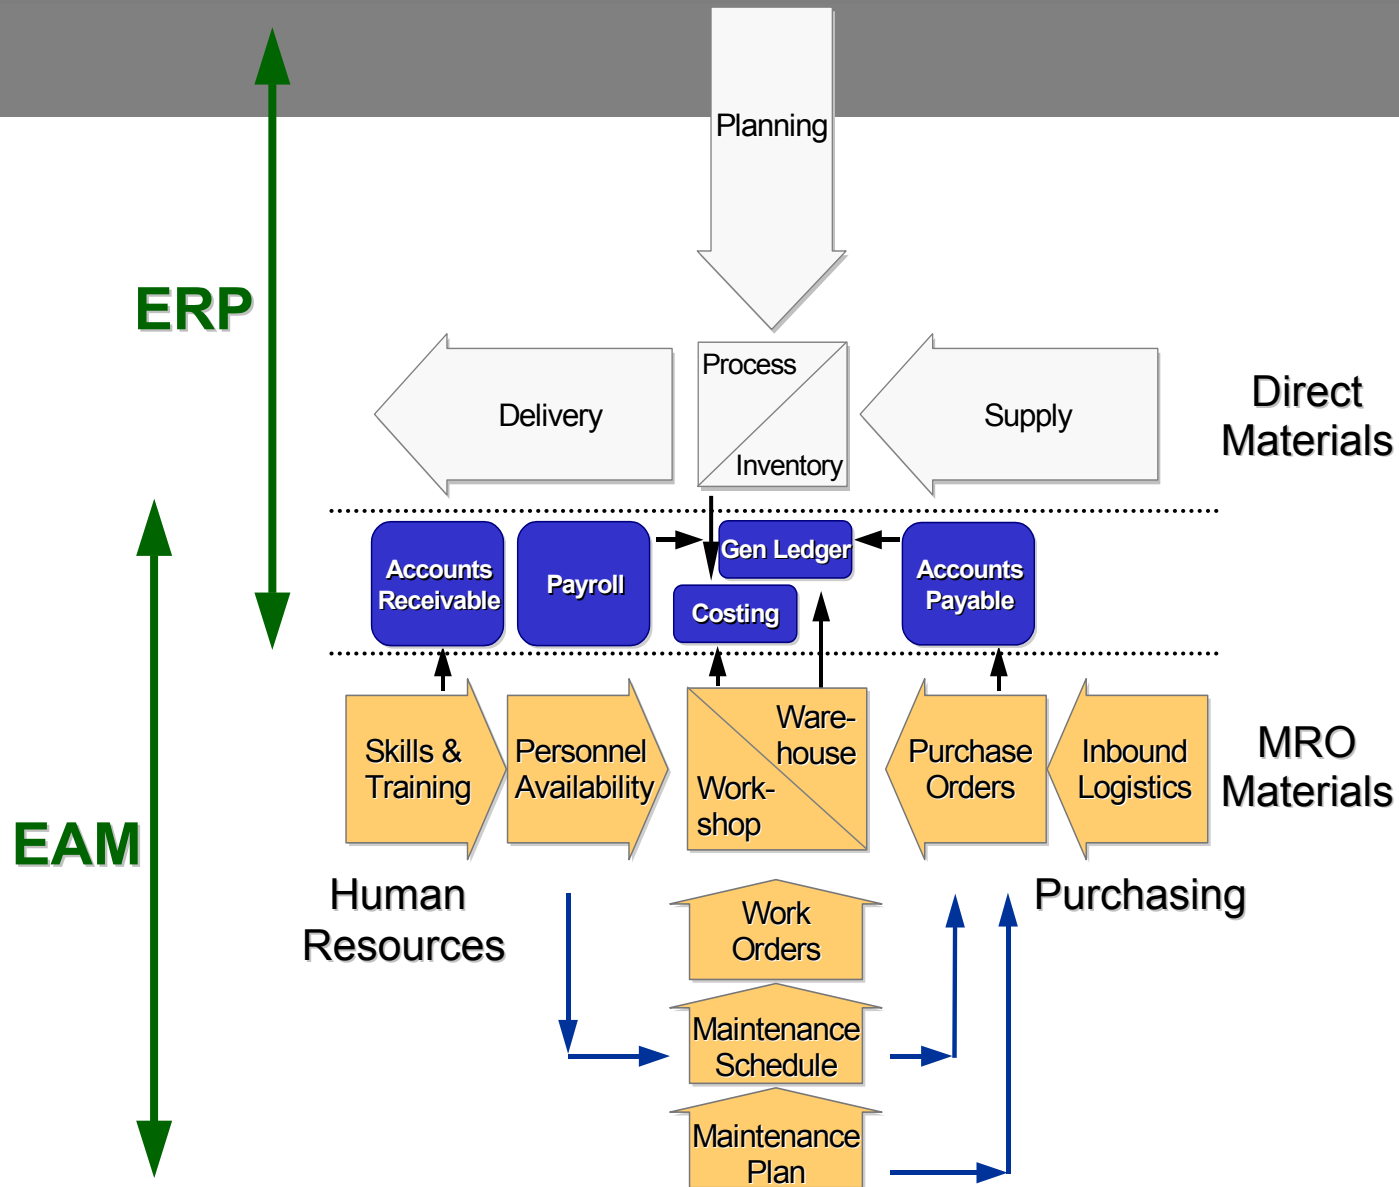 Planning
ERP
Delivery
Process
Inventory
Supply
Direct
Materials
Accounts
Receivable
Payroll
Gen Ledger
Costing
Accounts
Payable
Skills &
Training
Personnel
Availability
Ware-
house
Work-
shop
Purchase
Orders
Inbound
Logistics
MRO
Materials
EAM
Human
Resources
Purchasing
Work
Orders
Maintenance
Schedule
Maintenance
Plan